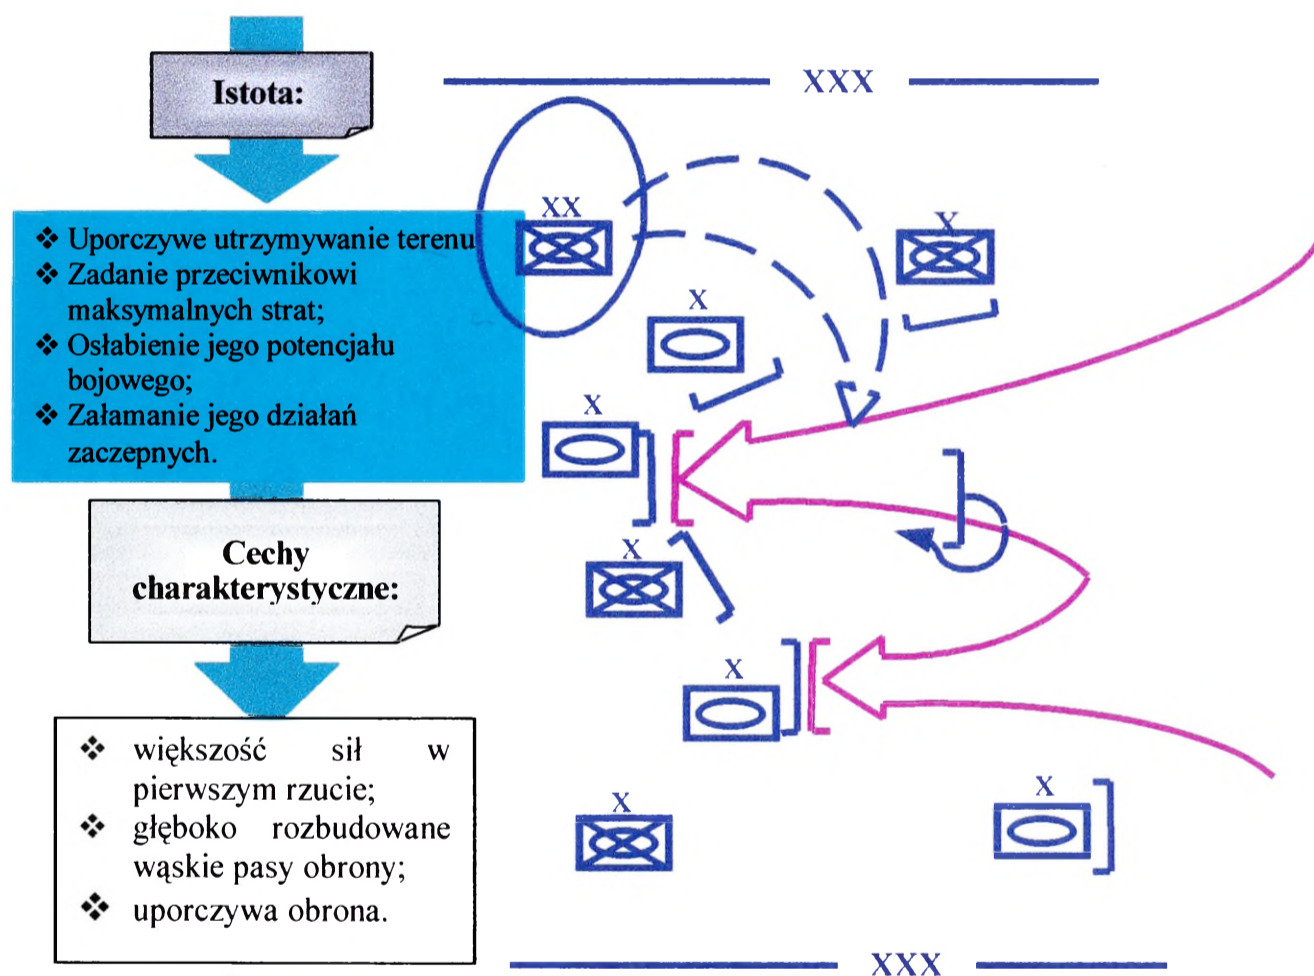 Istota:
❖ Uporczywe utrzymywanie terenu
❖ Zadanie przeciwnikowi
maksymalnych strat;
❖ Osłabienie jego potencjału
bojowego;
❖ Załamanie jego działań
zaczepnych.
Cechy
charakterystyczne:
❖ większość sił w
pierwszym rzucie;
❖ głęboko rozbudowane
wąskie pasy obrony;
❖ uporczywa obrona.
XXX
XX
X
X
X
X
X
X
X
XXX